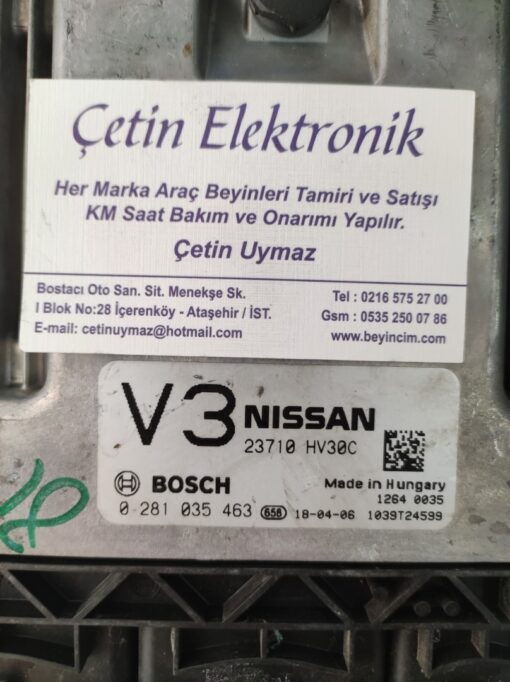 Çetin Elektronik
Her Marka Araç Beyinleri Tamiri ve Satışı
KM Saat Bakım ve Onarımı Yapılır.
Çetin Uymaz
Bostacı Oto San. Sit. Menekşe Sk.
I Blok No:28 İçerenköy - Ataşehir / İST.
E-mail: cetinuymaz@hotmail.com
Tel : 0216 575 27 00
Gsm : 0535 250 07 86
www.beyincim.com
V3 NISSAN
23710 HV30C
BOSCH
Made in Hungary
1264 0035
0 281 035 463 658 18-04-06 1039T24599